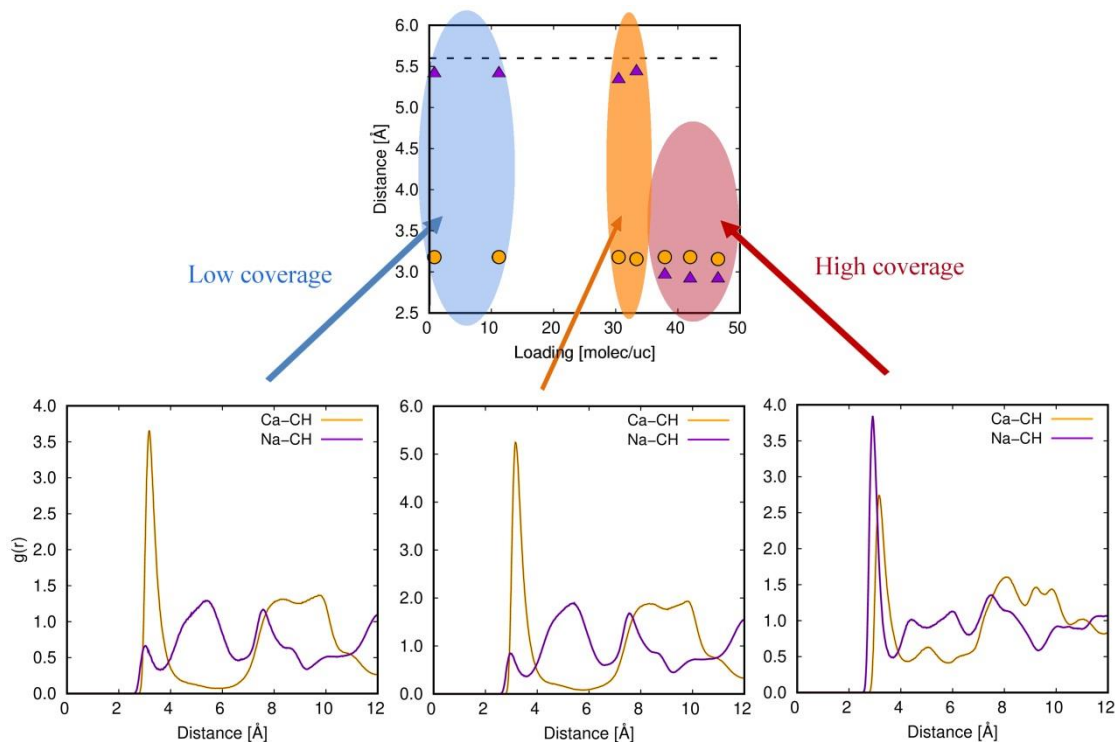 6.0
5.5
5.0
4.5
4.0
3.5
3.0
2.5
Distance [Å]
0 10 20 30 40 50
Loading [molec/uc]
Low coverage
High coverage
4.0
3.5
3.0
2.5
2.0
1.5
1.0
0.5
0.0
g(r)
Ca–CH
Na–CH
0 2 4 6 8 10 12
Distance [Å]
6.0
5.0
4.0
3.0
2.0
1.0
0.0
Ca–CH
Na–CH
0 2 4 6 8 10 12
Distance [Å]
4.0
3.5
3.0
2.5
2.0
1.5
1.0
0.5
0.0
Ca–CH
Na–CH
0 2 4 6 8 10 12
Distance [Å]